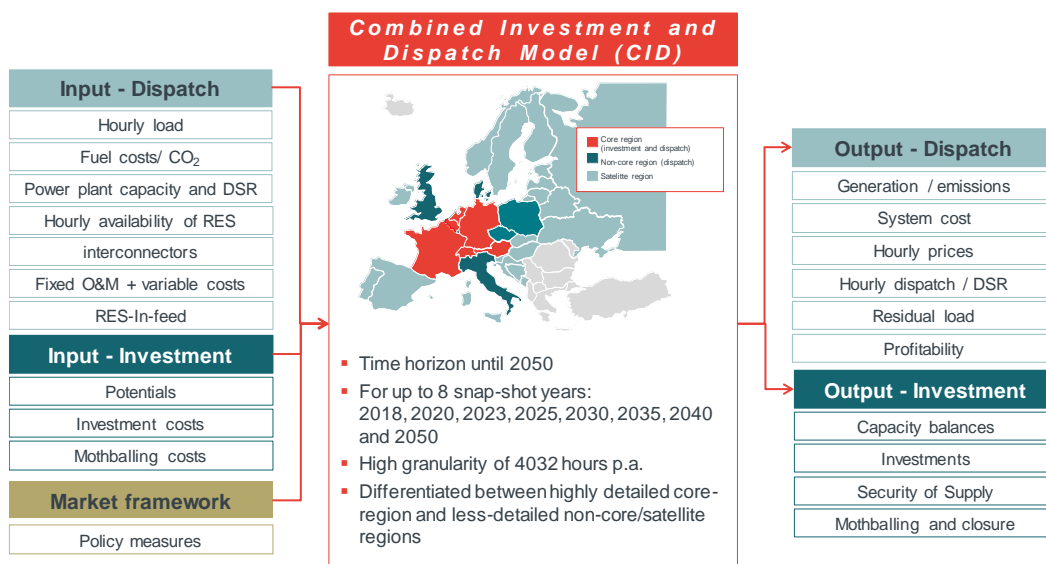 Combined Investment and
Dispatch Model (CID)
Input - Dispatch
Hourly load
Fuel costs/ CO2
Power plant capacity and DSR
Hourly availability of RES
interconnectors
Fixed O&M + variable costs
RES-In-feed
Input - Investment
Potentials
Investment costs
Mothballing costs
Market framework
Policy measures
Core region
(investment and dispatch)
Non-core region (dispatch)
Satelitte region
▪ Time horizon until 2050
▪ For up to 8 snap-shot years:
2018, 2020, 2023, 2025, 2030, 2035, 2040
and 2050
▪ High granularity of 4032 hours p.a.
▪ Differentiated between highly detailed core-
region and less-detailed non-core/satellite
regions
Output - Dispatch
Generation / emissions
System cost
Hourly prices
Hourly dispatch / DSR
Residual load
Profitability
Output - Investment
Capacity balances
Investments
Security of Supply
Mothballing and closure